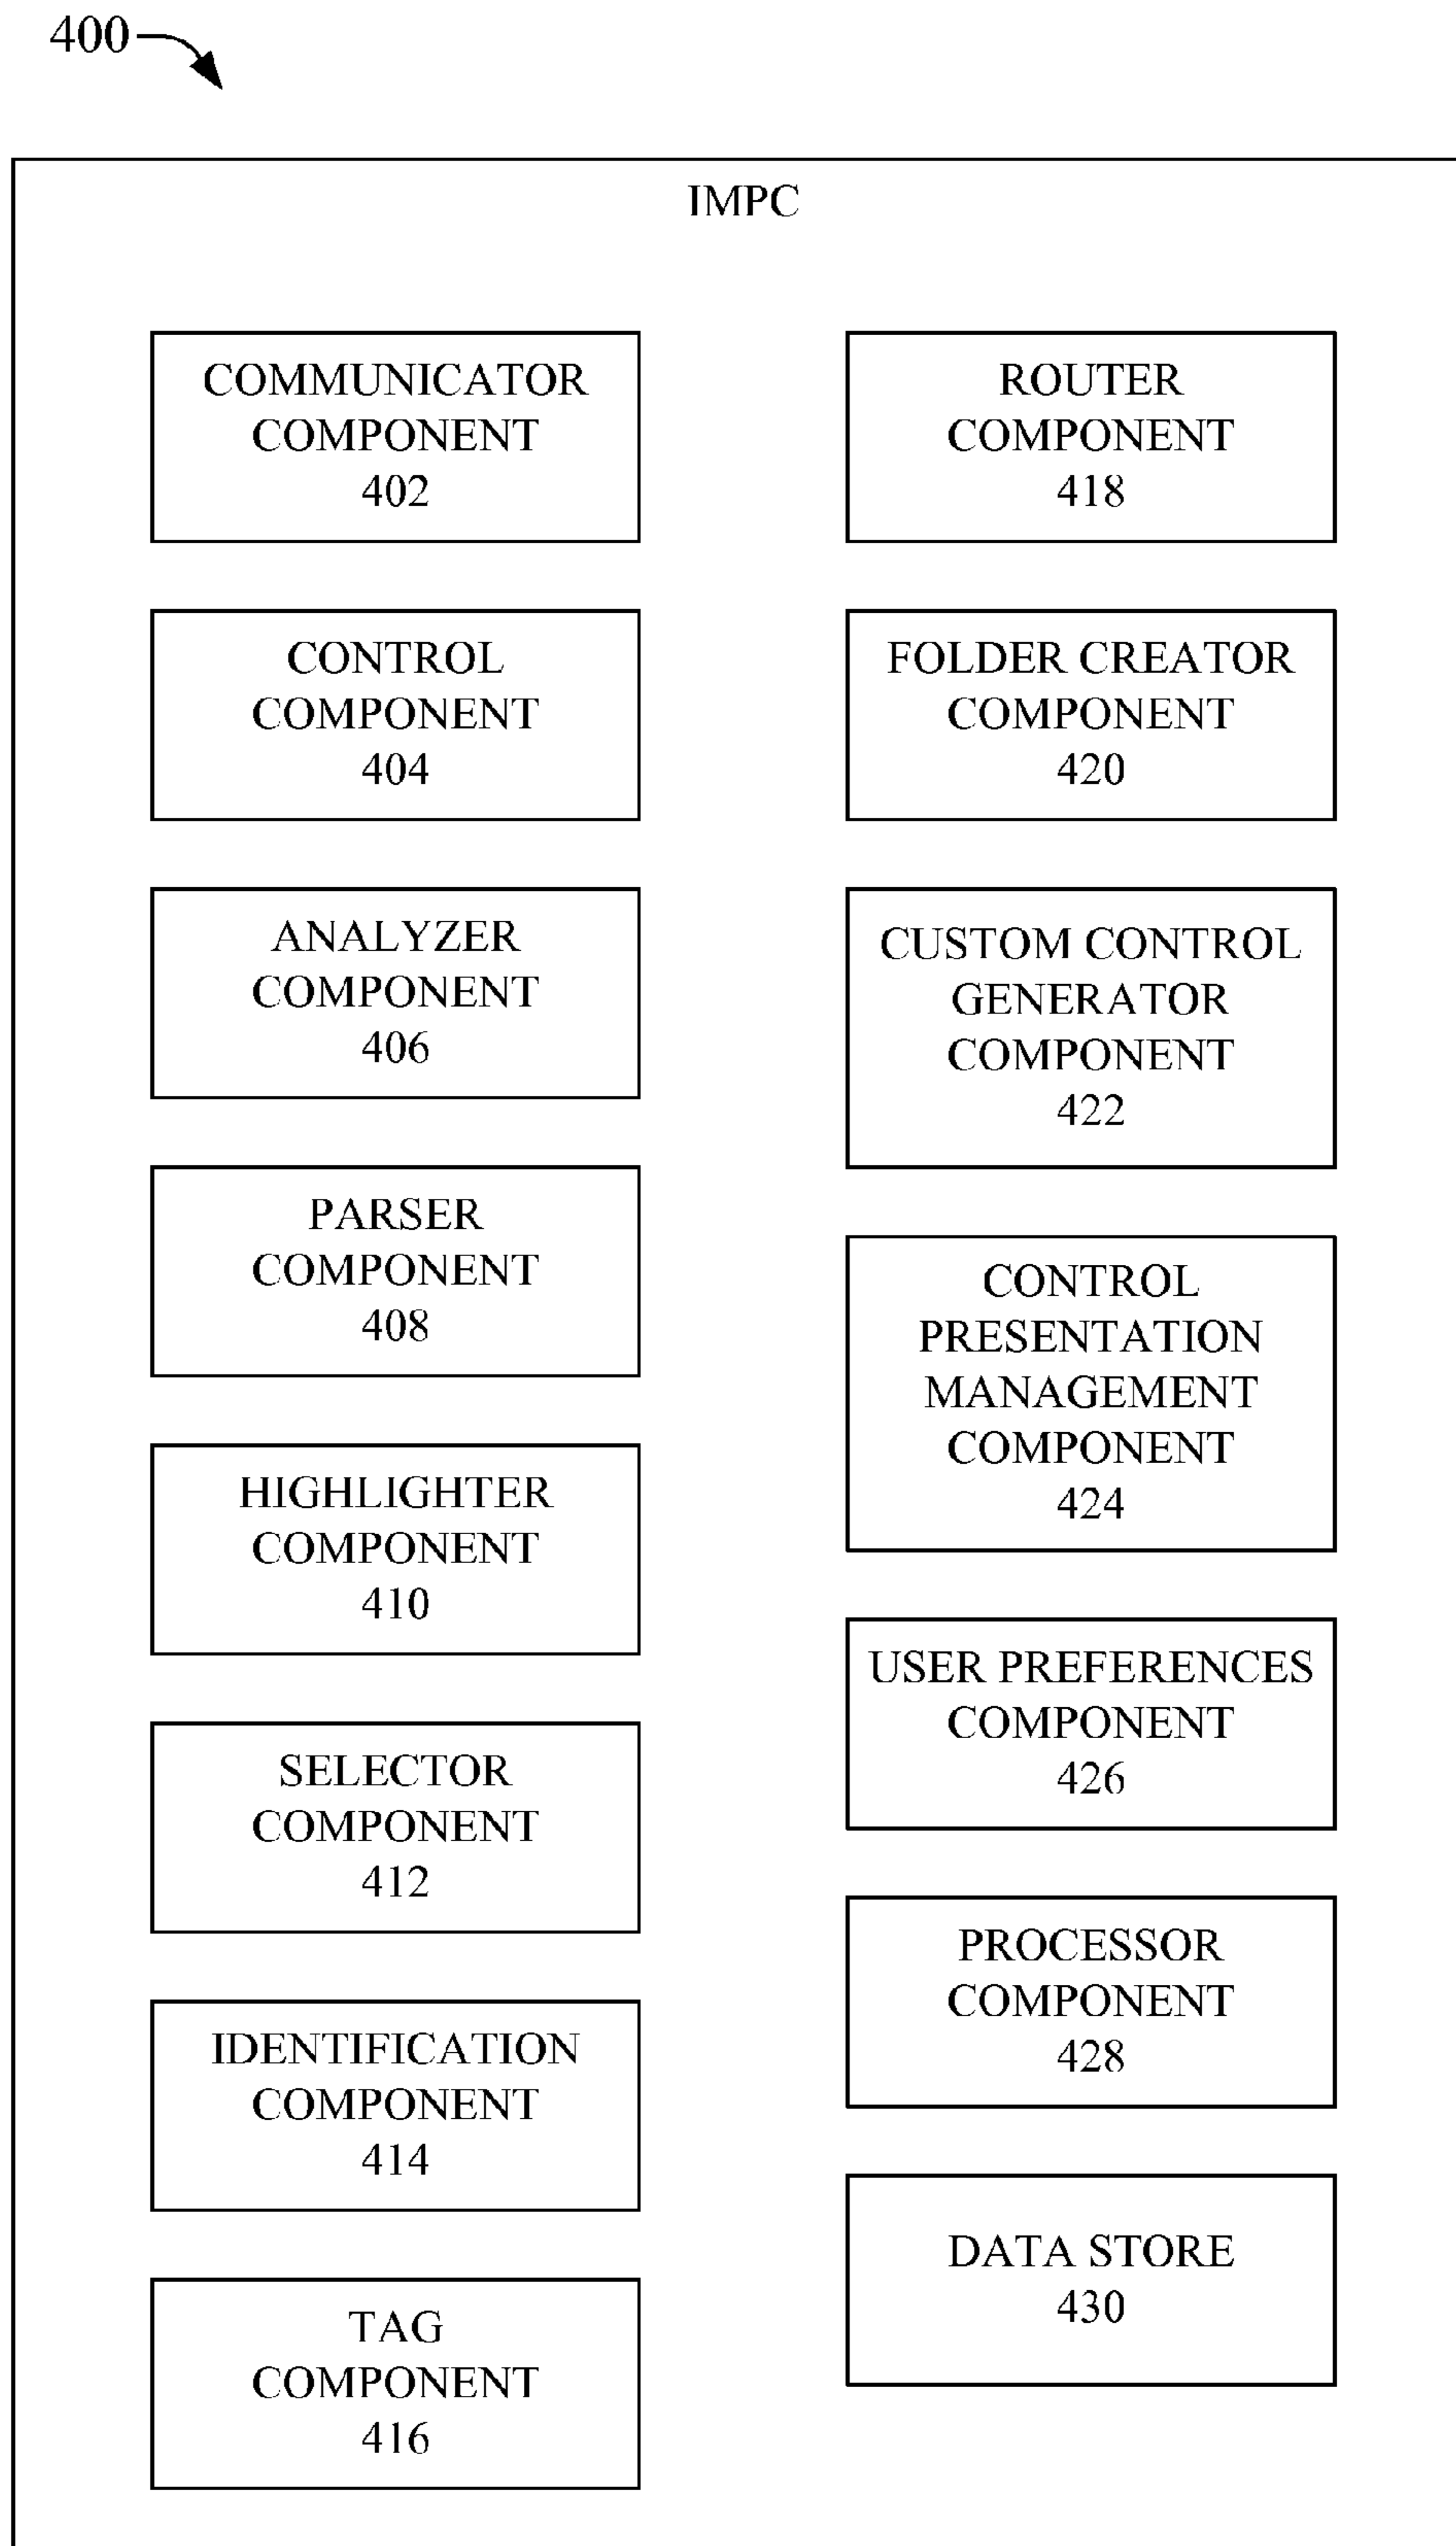 400
IMPC
COMMUNICATOR
COMPONENT
402
CONTROL
COMPONENT
404
ANALYZER
COMPONENT
406
PARSER
COMPONENT
408
HIGHLIGHTER
COMPONENT
410
SELECTOR
COMPONENT
412
IDENTIFICATION
COMPONENT
414
TAG
COMPONENT
416
ROUTER
COMPONENT
418
FOLDER CREATOR
COMPONENT
420
CUSTOM CONTROL
GENERATOR
COMPONENT
422
CONTROL
PRESENTATION
MANAGEMENT
COMPONENT
424
USER PREFERENCES
COMPONENT
426
PROCESSOR
COMPONENT
428
DATA STORE
430